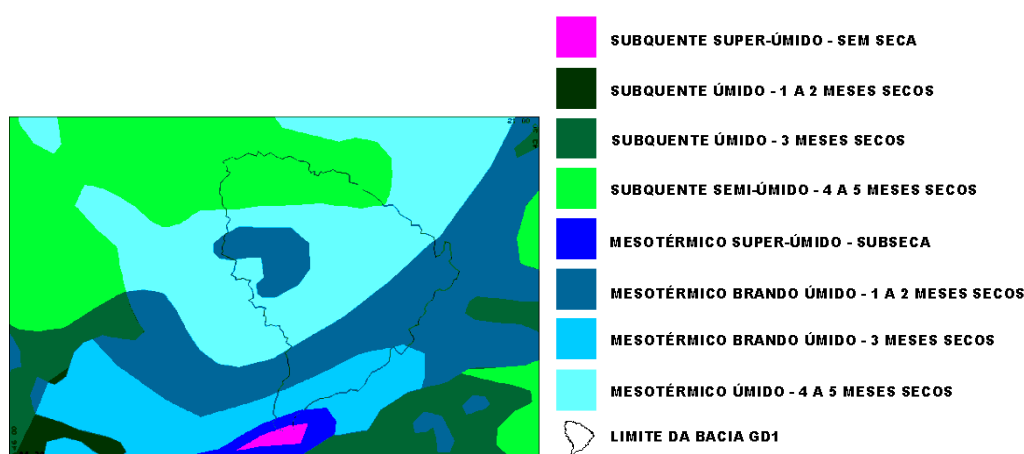 SUBQUENTE SUPER-ÚMIDO - SEM SECA
SUBQUENTE ÚMIDO - 1 A 2 MESES SECOS
SUBQUENTE ÚMIDO - 3 MESES SECOS
SUBQUENTE SEMI-ÚMIDO - 4 A 5 MESES SECOS
MESOTÉRMICO SUPER-ÚMIDO - SUBSECA
MESOTÉRMICO BRANDO ÚMIDO - 1 A 2 MESES SECOS
MESOTÉRMICO BRANDO ÚMIDO - 3 MESES SECOS
MESOTÉRMICO ÚMIDO - 4 A 5 MESES SECOS
LIMITE DA BACIA GD1